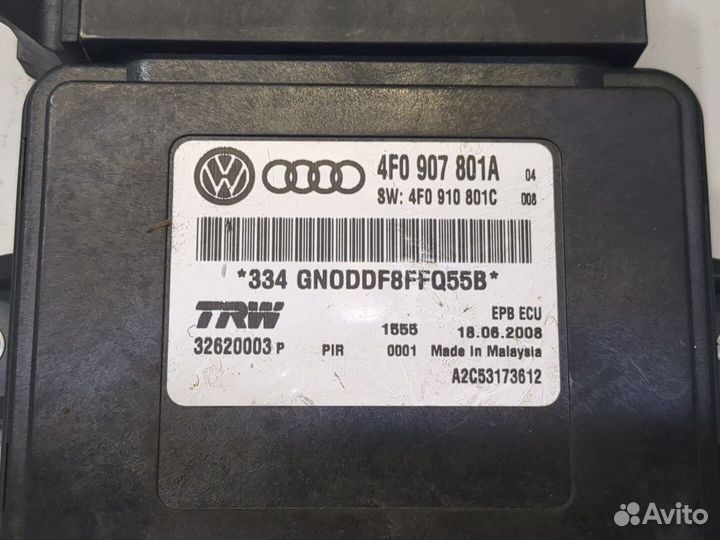 4F0 907 801A 04
SW: 4F0 910 801C 008
*334 GN0DDF8FFQ55B*
TRW EPB ECU
1555 18.06.2008
32620003 P PIR 0001 Made in Malaysia
A2C53173612
Avito